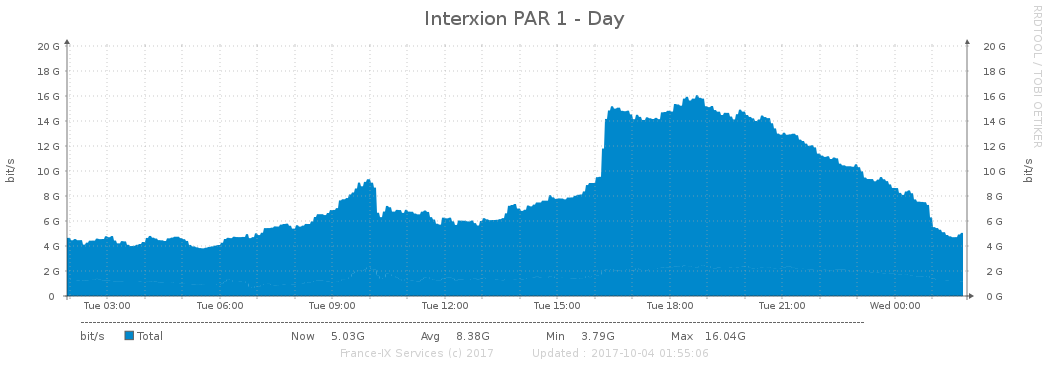 Interxion PAR 1 - Day
RRDTOOL / TOBI OETIKER
bit/s
20 G 20 G
18 G 18 G
16 G 16 G
14 G 14 G
12 G 12 G
10 G 10 G
8 G 8 G
6 G 6 G
4 G 4 G
2 G 2 G
0 0 G
bit/s
Tue 03:00 Tue 06:00 Tue 09:00 Tue 12:00 Tue 15:00 Tue 18:00 Tue 21:00 Wed 00:00
bit/s Total Now 5.03G Avg 8.38G Min 3.79G Max 16.04G
France-IX Services (c) 2017 Updated : 2017-10-04 01:55:06